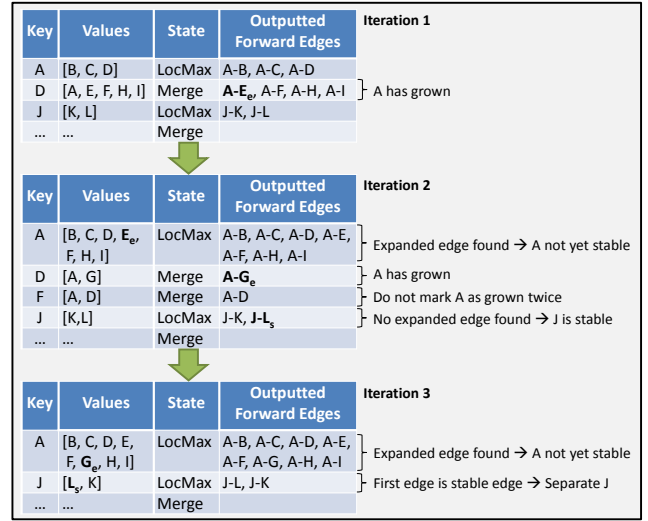 Iteration 1
Key Values State Outputted Forward Edges
A [B, C, D] LocMax A-B, A-C, A-D
D [A, E, F, H, I] Merge A-Eₑ, A-F, A-H, A-I A has grown
J [K, L] LocMax J-K, J-L
... ... Merge
Iteration 2
Key Values State Outputted Forward Edges
A [B, C, D, Eₑ, LocMax A-B, A-C, A-D, A-E,
F, H, I] A-F, A-H, A-I
Expanded edge found → A not yet stable
D [A, G] Merge A-Gₑ A has grown
F [A, D] Merge A-D Do not mark A as grown twice
J [K,L] LocMax J-K, J-Lₛ No expanded edge found → J is stable
... ... Merge
Iteration 3
Key Values State Outputted Forward Edges
A [B, C, D, E, LocMax A-B, A-C, A-D, A-E,
F, Gₑ, H, I] A-F, A-G, A-H, A-I
Expanded edge found → A not yet stable
J [Lₛ, K] LocMax J-L, J-K First edge is stable edge → Separate J
... ... Merge